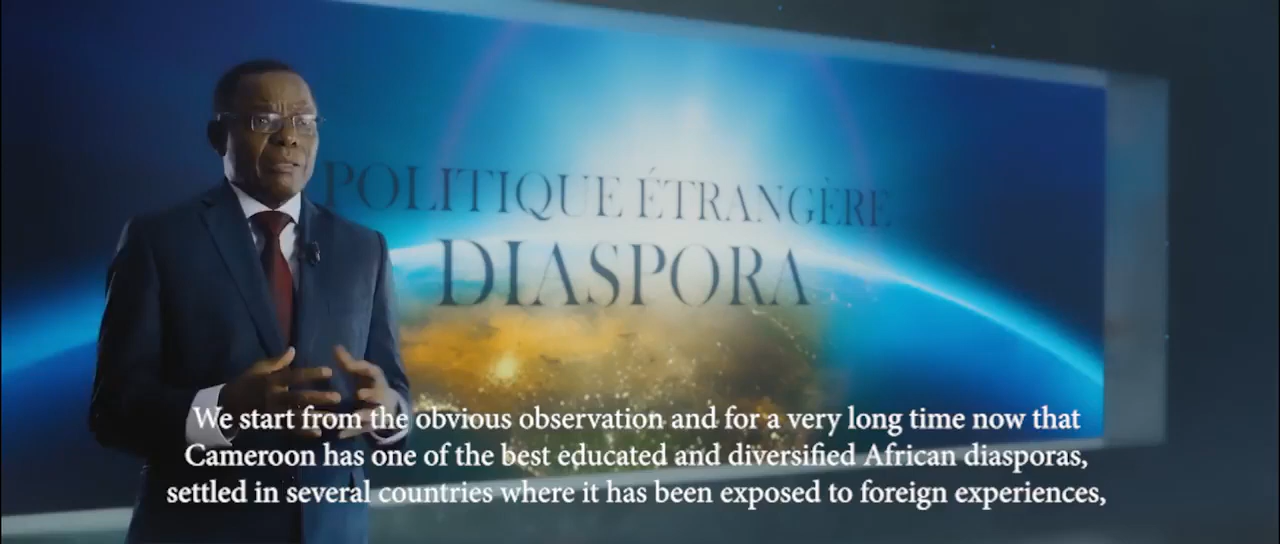 POLITIQUE ÉTRANGÈRE
DIASPORA
We start from the obvious observation and for a very long time now that
Cameroon has one of the best educated and diversified African diasporas,
settled in several countries where it has been exposed to foreign experiences,